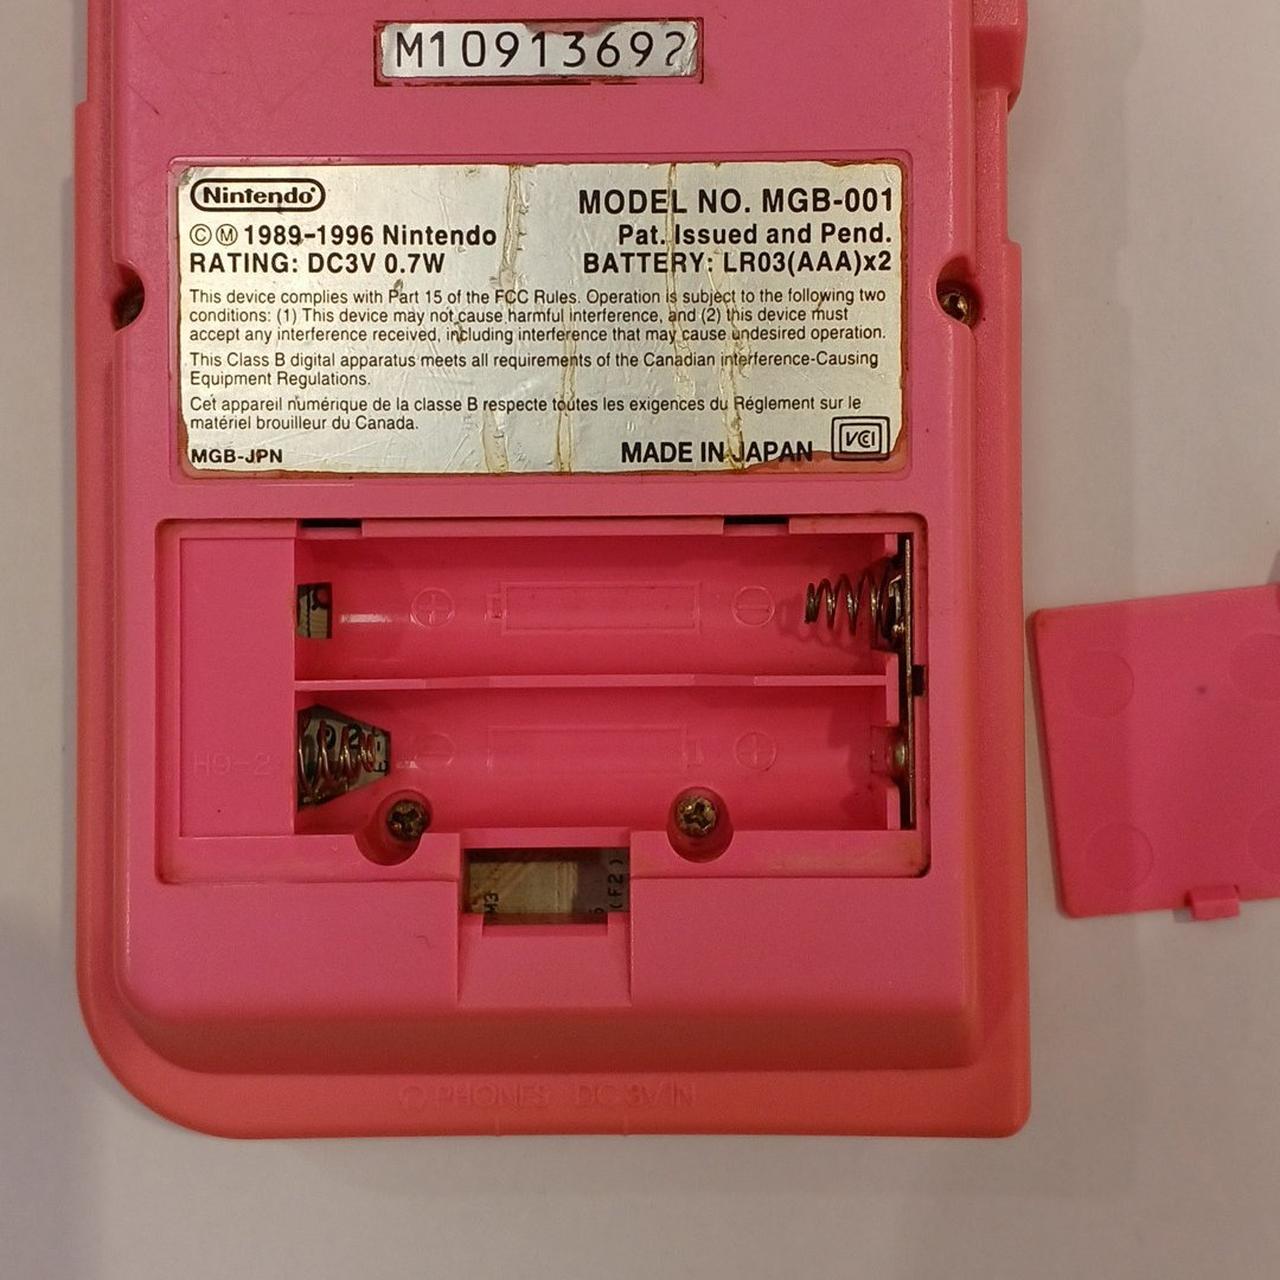 M10913692
Nintendo
MODEL NO. MGB-001
©Ⓜ 1989-1996 Nintendo
Pat. Issued and Pend.
RATING: DC3V 0.7W
BATTERY: LR03(AAA)x2
This device complies with Part 15 of the FCC Rules. Operation is subject to the following two
conditions: (1) This device may not cause harmful interference, and (2) this device must
accept any interference received, including interference that may cause undesired operation.
This Class B digital apparatus meets all requirements of the Canadian interference-Causing
Equipment Regulations.
Cet appareil numérique de la classe B respecte toutes les exigences du Réglement sur le
matériel brouilleur du Canada.
MGB-JPN
MADE IN JAPAN
VCI
+ −
H9-2
− +
(F2)
PHONES DC 3V IN